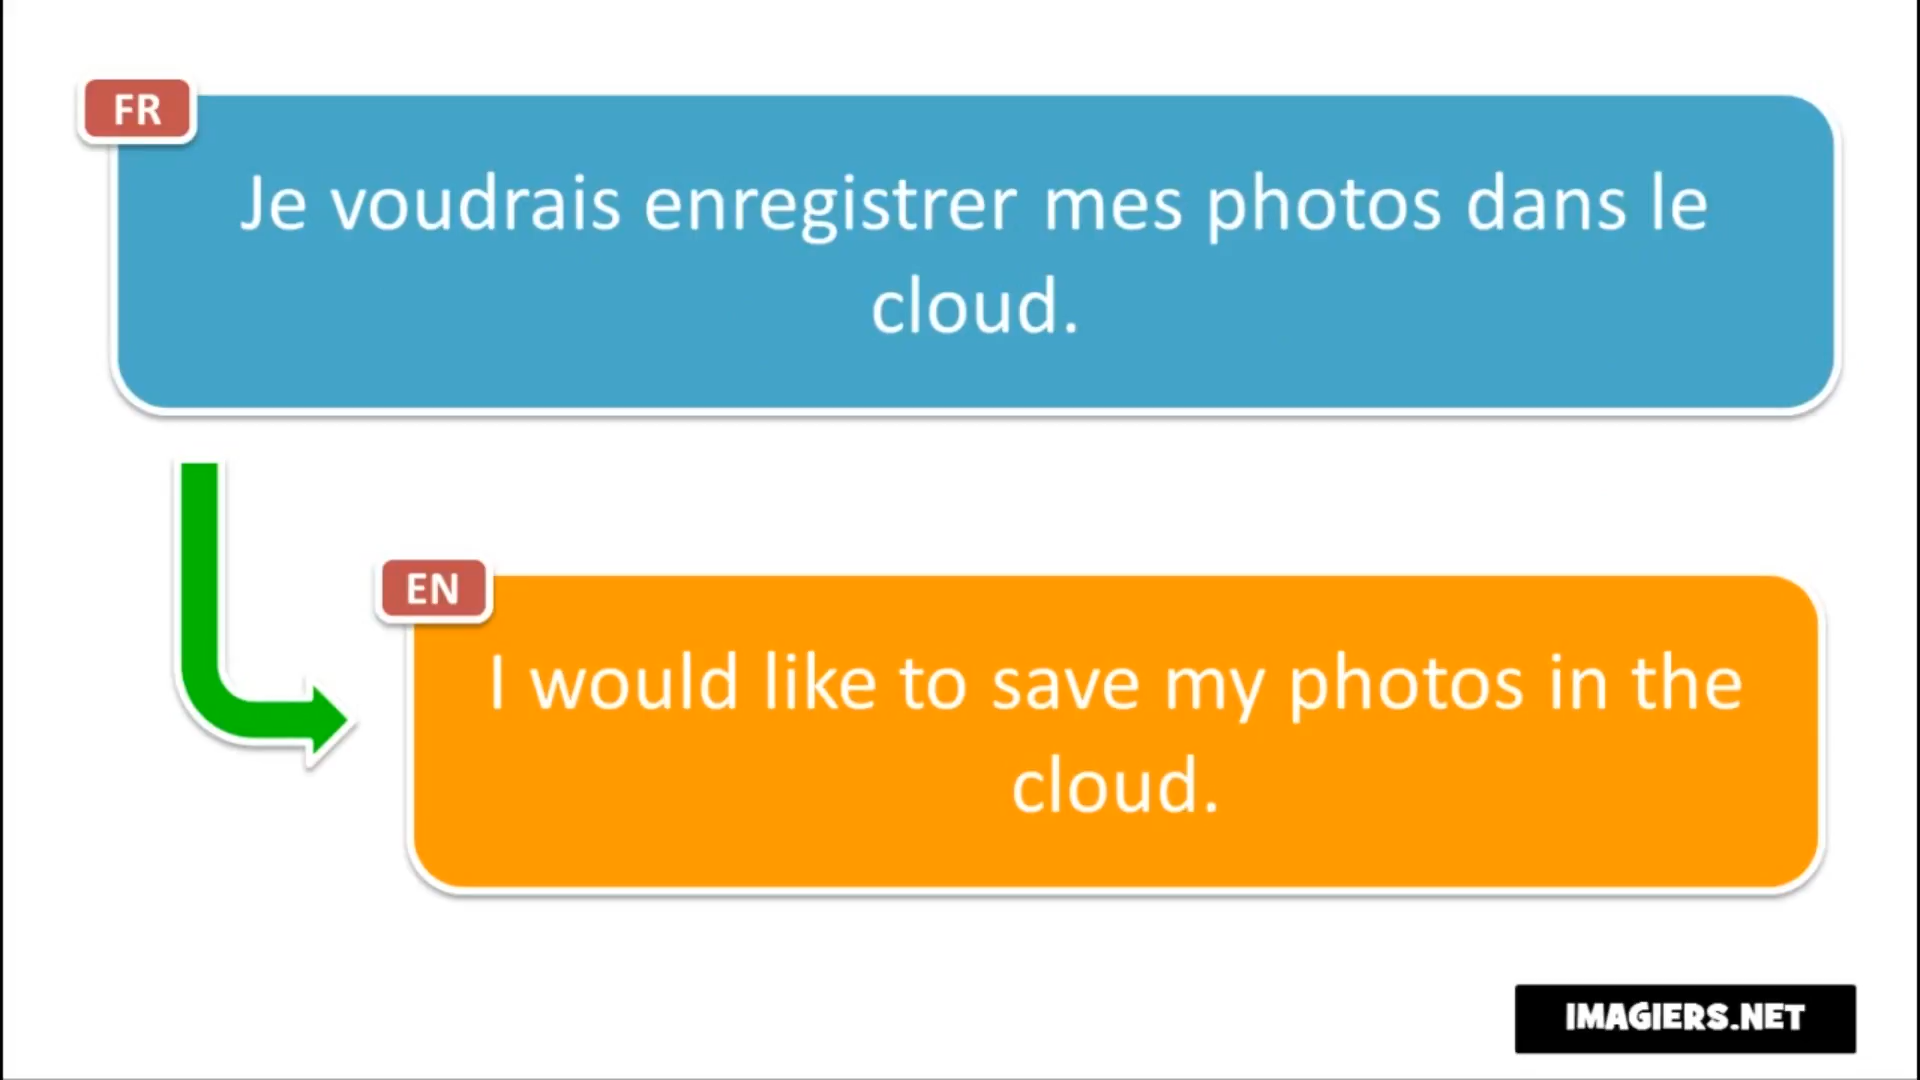 FR
Je voudrais enregistrer mes photos dans le
cloud.
EN
I would like to save my photos in the
cloud.
IMAGIERS.NET